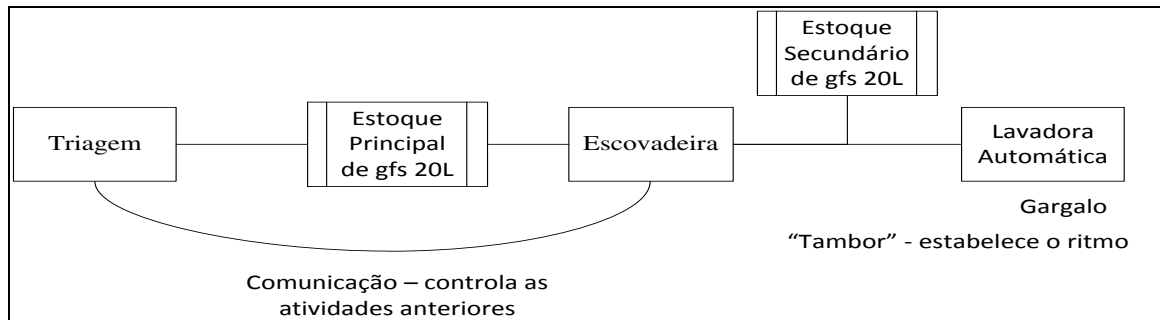 Triagem
Estoque
Principal
de gfs 20L
Escovadeira
Estoque
Secundário
de gfs 20L
Lavadora
Automática
Gargalo
“Tambor” - estabelece o ritmo
Comunicação – controla as
atividades anteriores